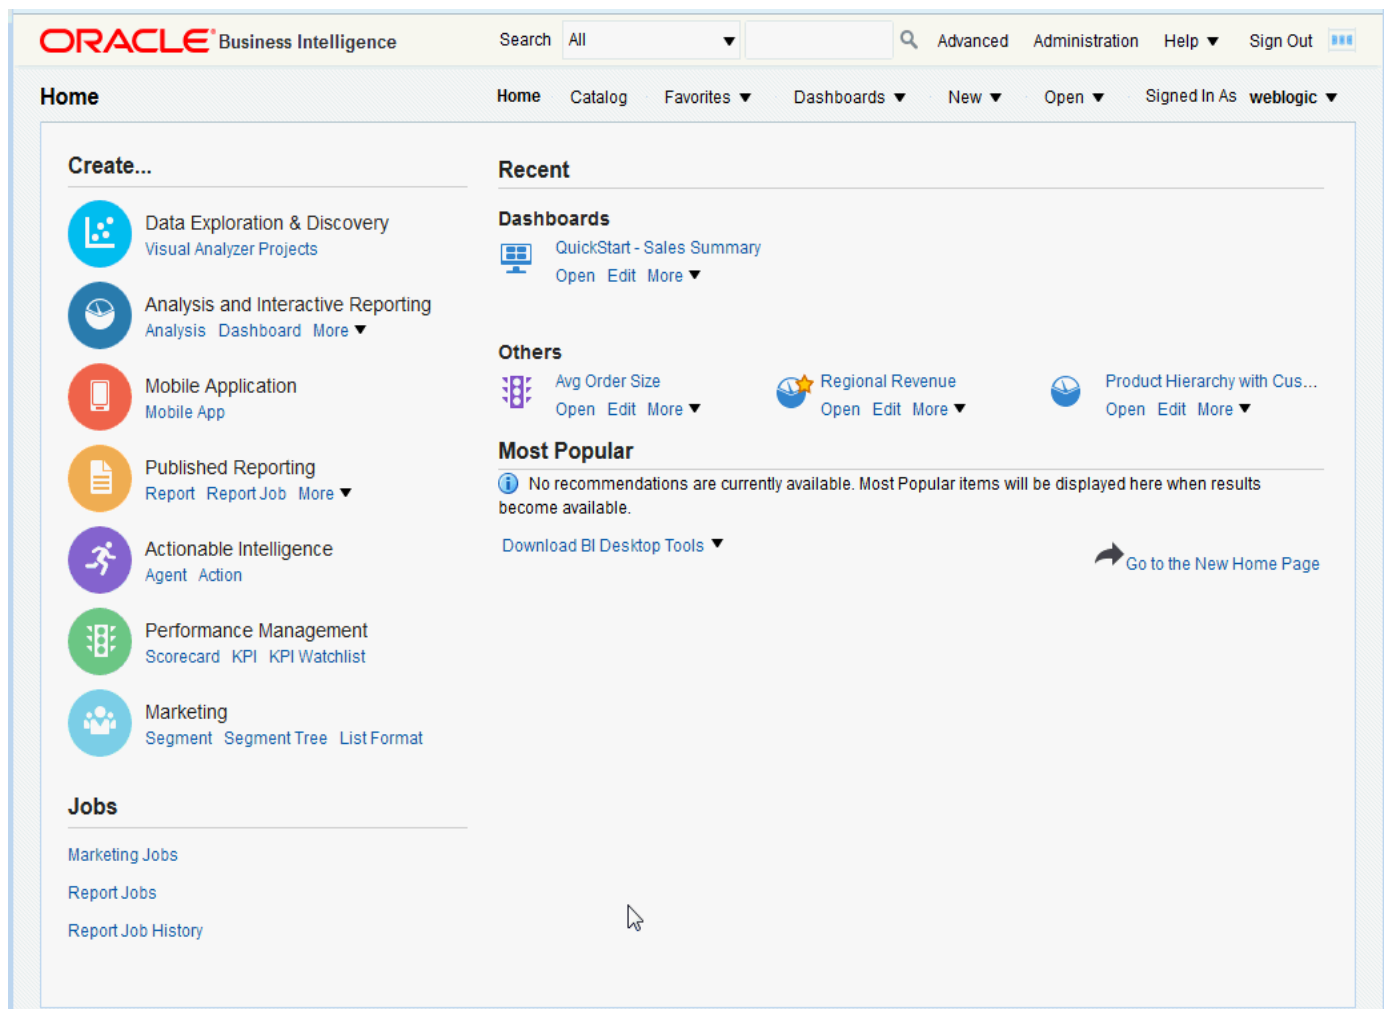 ORACLE Business Intelligence
Search All Advanced Administration Help Sign Out
Home
Home Catalog Favorites Dashboards New Open Signed In As weblogic
Create...
Data Exploration & Discovery
Visual Analyzer Projects
Analysis and Interactive Reporting
Analysis Dashboard More
Mobile Application
Mobile App
Published Reporting
Report Report Job More
Actionable Intelligence
Agent Action
Performance Management
Scorecard KPI KPI Watchlist
Marketing
Segment Segment Tree List Format
Jobs
Marketing Jobs
Report Jobs
Report Job History
Recent
Dashboards
QuickStart - Sales Summary
Open Edit More
Others
Avg Order Size
Open Edit More
Regional Revenue
Open Edit More
Product Hierarchy with Cus...
Open Edit More
Most Popular
No recommendations are currently available. Most Popular items will be displayed here when results
become available.
Download BI Desktop Tools
Go to the New Home Page